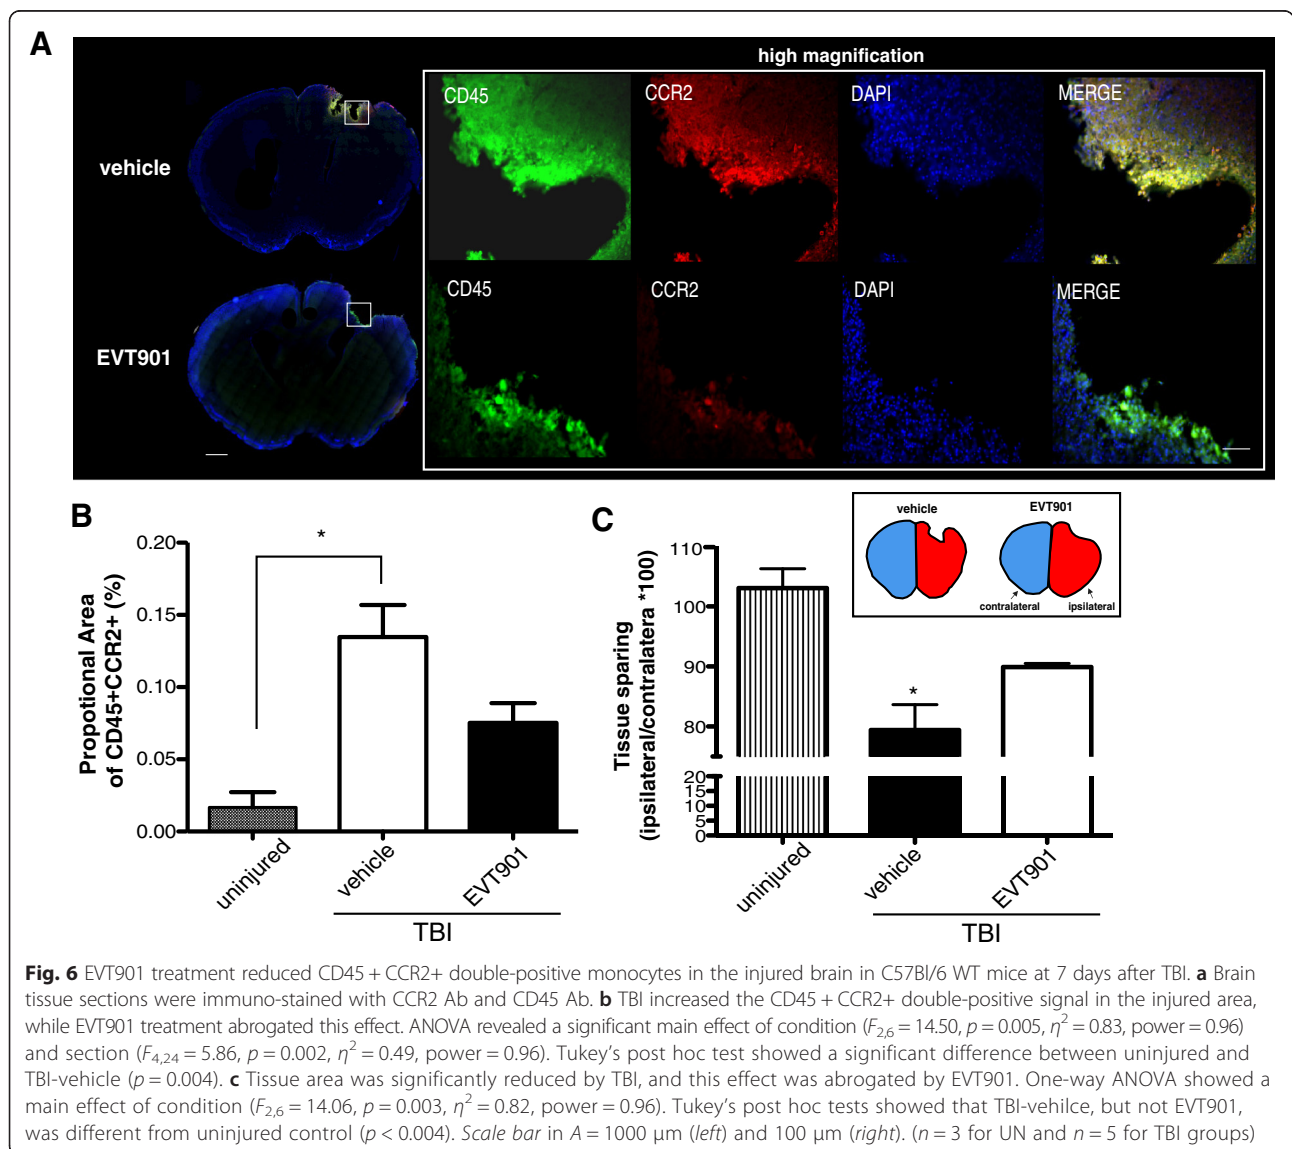 A
high magnification
vehicle
CD45
CCR2
DAPI
MERGE
EVT901
CD45
CCR2
DAPI
MERGE
B
Propotional Area
of CD45+CCR2+ (%)
0.20
0.15
0.10
0.05
0.00
*
uninjured
vehicle
EVT901
TBI
C
Tissue sparing
(ipsilateral/contralatera *100)
110
100
90
80
20
15
10
5
0
*
vehicle
EVT901
contralateral
ipsilateral
uninjured
vehicle
EVT901
TBI
Fig. 6 EVT901 treatment reduced CD45 + CCR2+ double-positive monocytes in the injured brain in C57Bl/6 WT mice at 7 days after TBI. a Brain
tissue sections were immuno-stained with CCR2 Ab and CD45 Ab. b TBI increased the CD45 + CCR2+ double-positive signal in the injured area,
while EVT901 treatment abrogated this effect. ANOVA revealed a significant main effect of condition (F2,6 = 14.50, p = 0.005, η2 = 0.83, power = 0.96)
and section (F4,24 = 5.86, p = 0.002, η2 = 0.49, power = 0.96). Tukey's post hoc test showed a significant difference between uninjured and
TBI-vehicle (p = 0.004). c Tissue area was significantly reduced by TBI, and this effect was abrogated by EVT901. One-way ANOVA showed a
main effect of condition (F2,6 = 14.06, p = 0.003, η2 = 0.82, power = 0.96). Tukey's post hoc tests showed that TBI-vehilce, but not EVT901,
was different from uninjured control (p < 0.004). Scale bar in A = 1000 μm (left) and 100 μm (right). (n = 3 for UN and n = 5 for TBI groups)